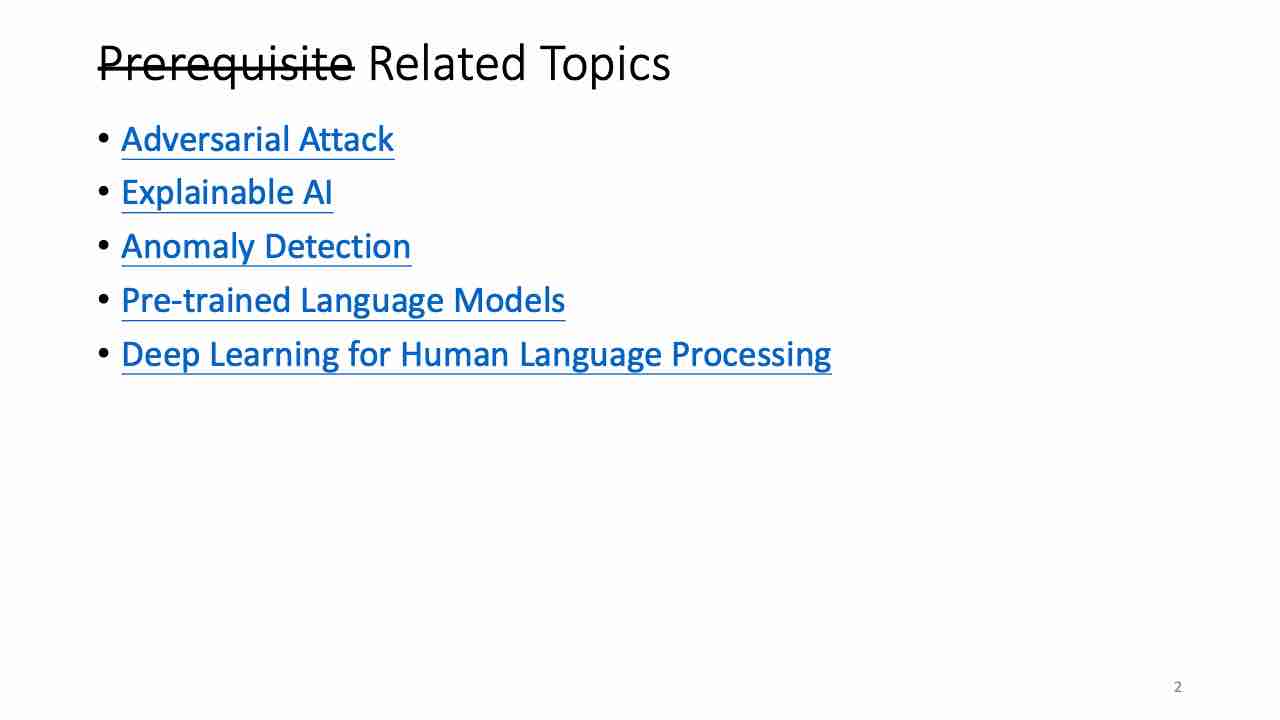 Prerequisite Related Topics
• Adversarial Attack
• Explainable AI
• Anomaly Detection
• Pre-trained Language Models
• Deep Learning for Human Language Processing
2